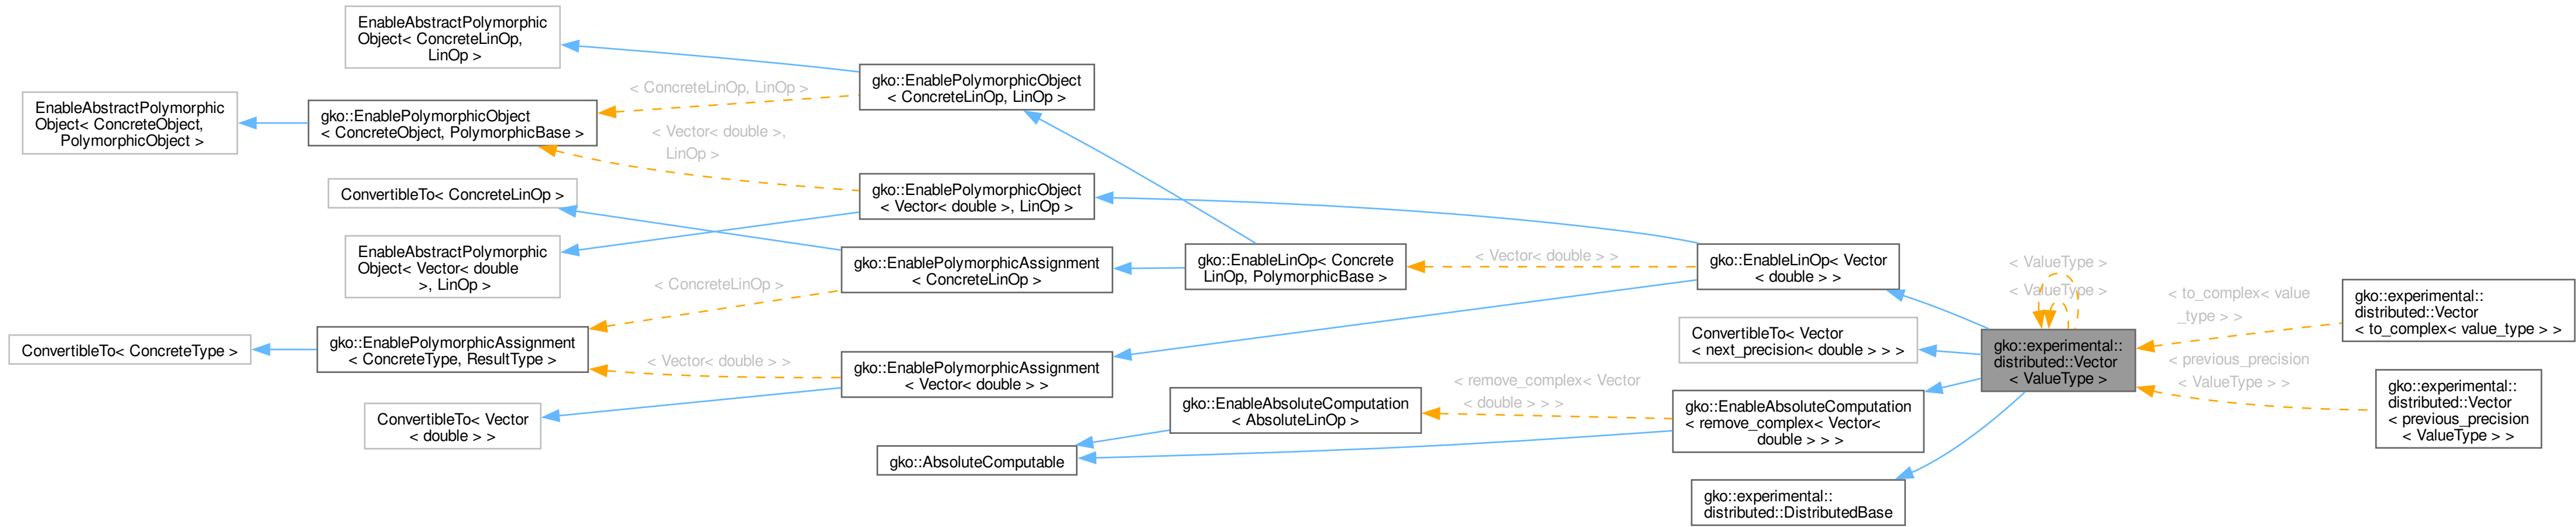 EnableAbstractPolymorphic
Object< ConcreteLinOp,
LinOp >
EnableAbstractPolymorphic
Object< ConcreteObject,
PolymorphicObject >
gko::EnablePolymorphicObject
< ConcreteObject, PolymorphicBase >
< ConcreteLinOp, LinOp >
< Vector< double >,
LinOp >
gko::EnablePolymorphicObject
< ConcreteLinOp, LinOp >
ConvertibleTo< ConcreteLinOp >
gko::EnablePolymorphicObject
< Vector< double >, LinOp >
EnableAbstractPolymorphic
Object< Vector< double
>, LinOp >
gko::EnablePolymorphicAssignment
< ConcreteLinOp >
< ConcreteLinOp >
gko::EnableLinOp< Concrete
LinOp, PolymorphicBase >
< Vector< double > >
gko::EnableLinOp< Vector
< double > >
ConvertibleTo< ConcreteType >
gko::EnablePolymorphicAssignment
< ConcreteType, ResultType >
< Vector< double > >
gko::EnablePolymorphicAssignment
< Vector< double > >
ConvertibleTo< Vector
< double > >
ConvertibleTo< Vector
< next_precision< double > > >
gko::EnableAbsoluteComputation
< AbsoluteLinOp >
< remove_complex< Vector
< double > > >
gko::EnableAbsoluteComputation
< remove_complex< Vector<
double > > >
gko::AbsoluteComputable
gko::experimental::
distributed::DistributedBase
< ValueType >
< ValueType >
gko::experimental::
distributed::Vector
< ValueType >
< to_complex< value
_type > >
gko::experimental::
distributed::Vector
< to_complex< value_type > >
< previous_precision
< ValueType > >
gko::experimental::
distributed::Vector
< previous_precision
< ValueType > >